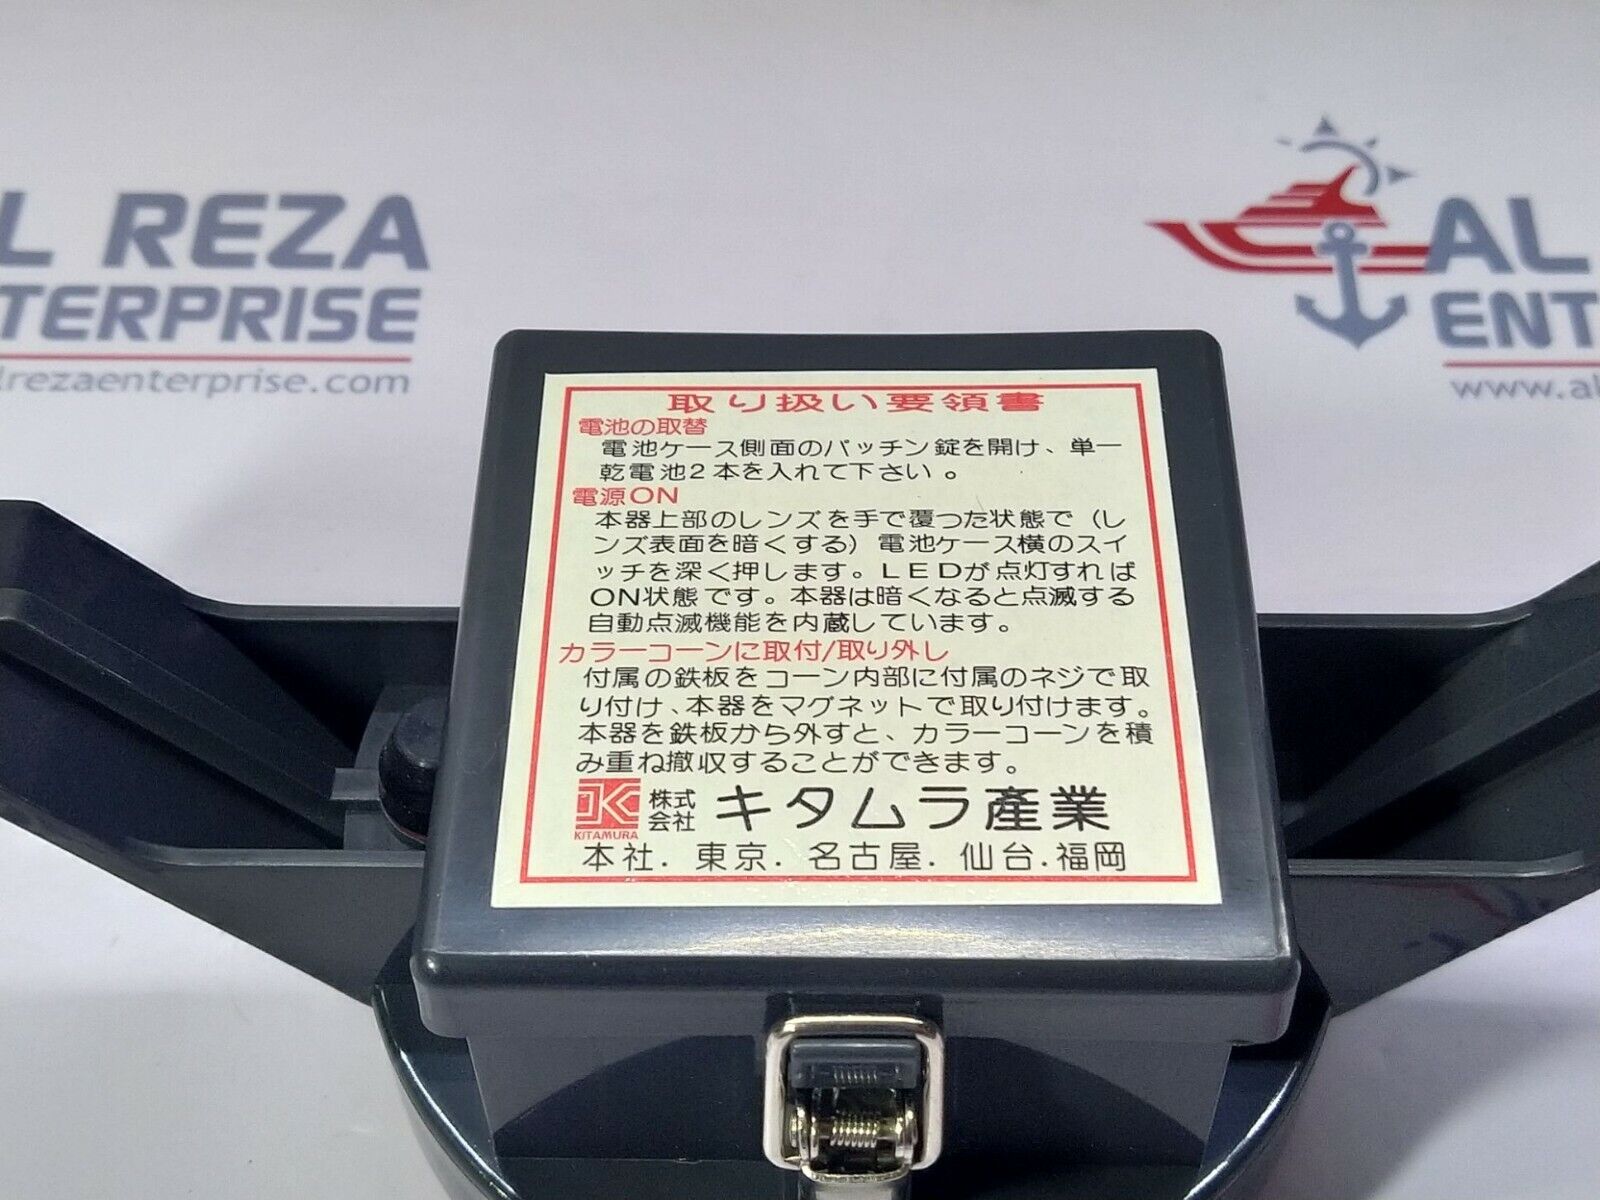 L REZA
TERPRISE
lrezaenterprise.com
AL
ENT
www.al
取り扱い要領書
電池の取替
電池ケース側面のパッチン錠を開け、単一
乾電池2本を入れて下さい。
電源ON
本器上部のレンズを手で覆つた状態で（レ
ンズ表面を暗くする）電池ケース横のスイ
ッチを深く押します。LEDが点灯すれば
ON状態です。本器は暗くなると点滅する
自動点滅機能を内蔵しています。
カラーコーンに取付/取り外し
付属の鉄板をコーン内部に付属のネジで取
り付け、本器をマグネットで取り付けます。
本器を鉄板から外すと、カラーコーンを積
み重ね撤収することができます。
K
KITAMURA
株式会社 キタムラ産業
本社．東京．名古屋．仙台．福岡